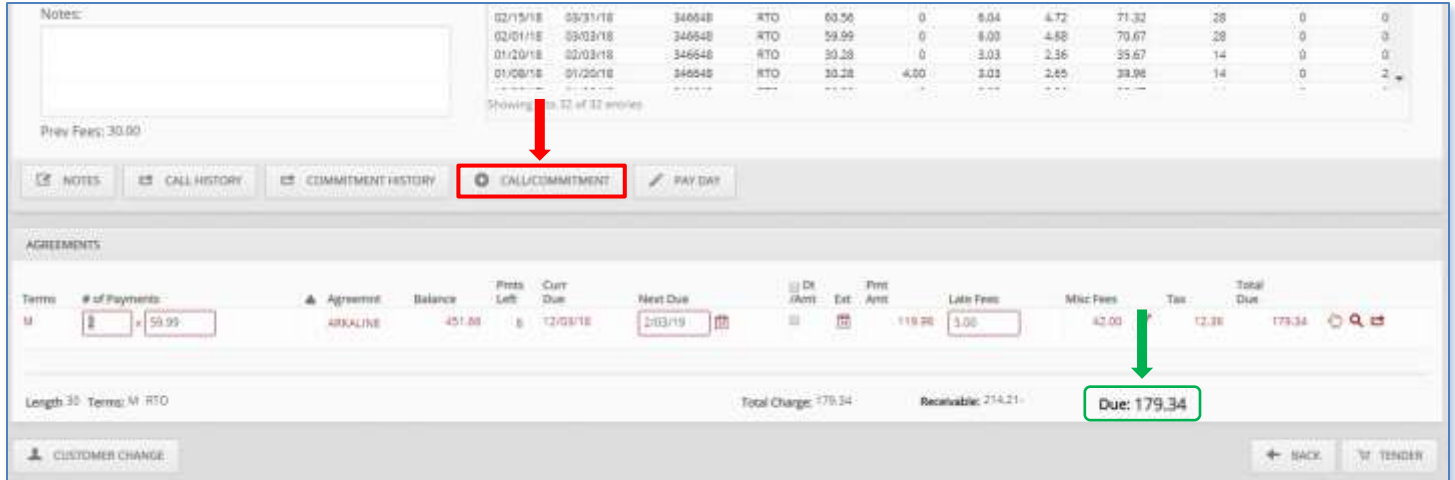 Notes:
02/15/18 03/31/18 346648 RTO 60.56 0 6.04 4.72 71.32 28 0 0
02/01/18 03/03/18 346648 RTO 59.99 0 6.00 4.68 70.67 28 0 0
01/20/18 02/03/18 346648 RTO 30.28 0 3.03 2.36 35.67 14 0 0
01/08/18 01/20/18 346648 RTO 30.28 4.00 3.03 2.65 39.96 14 0 2
Showing 32 of 32 entries
Prev Fees: 30.00
NOTES CALL HISTORY COMMITMENT HISTORY CALL/COMMITMENT PAY DAY
AGREEMENTS
Terms # of Payments Agreemnt Balance Pmts Left Curr Due Next Due Dt /Amt Ext Pmt Amt Late Fees Misc Fees Tax Total Due
M x 59.99 ARKALINE 451.88 8 12/03/18 2/03/19 119.98 5.00 42.00 12.36 179.34
Length 30 Terms: M RTO Total Charge: 179.34 Receivable: 214.21- Due: 179.34
CUSTOMER CHANGE BACK TENDER